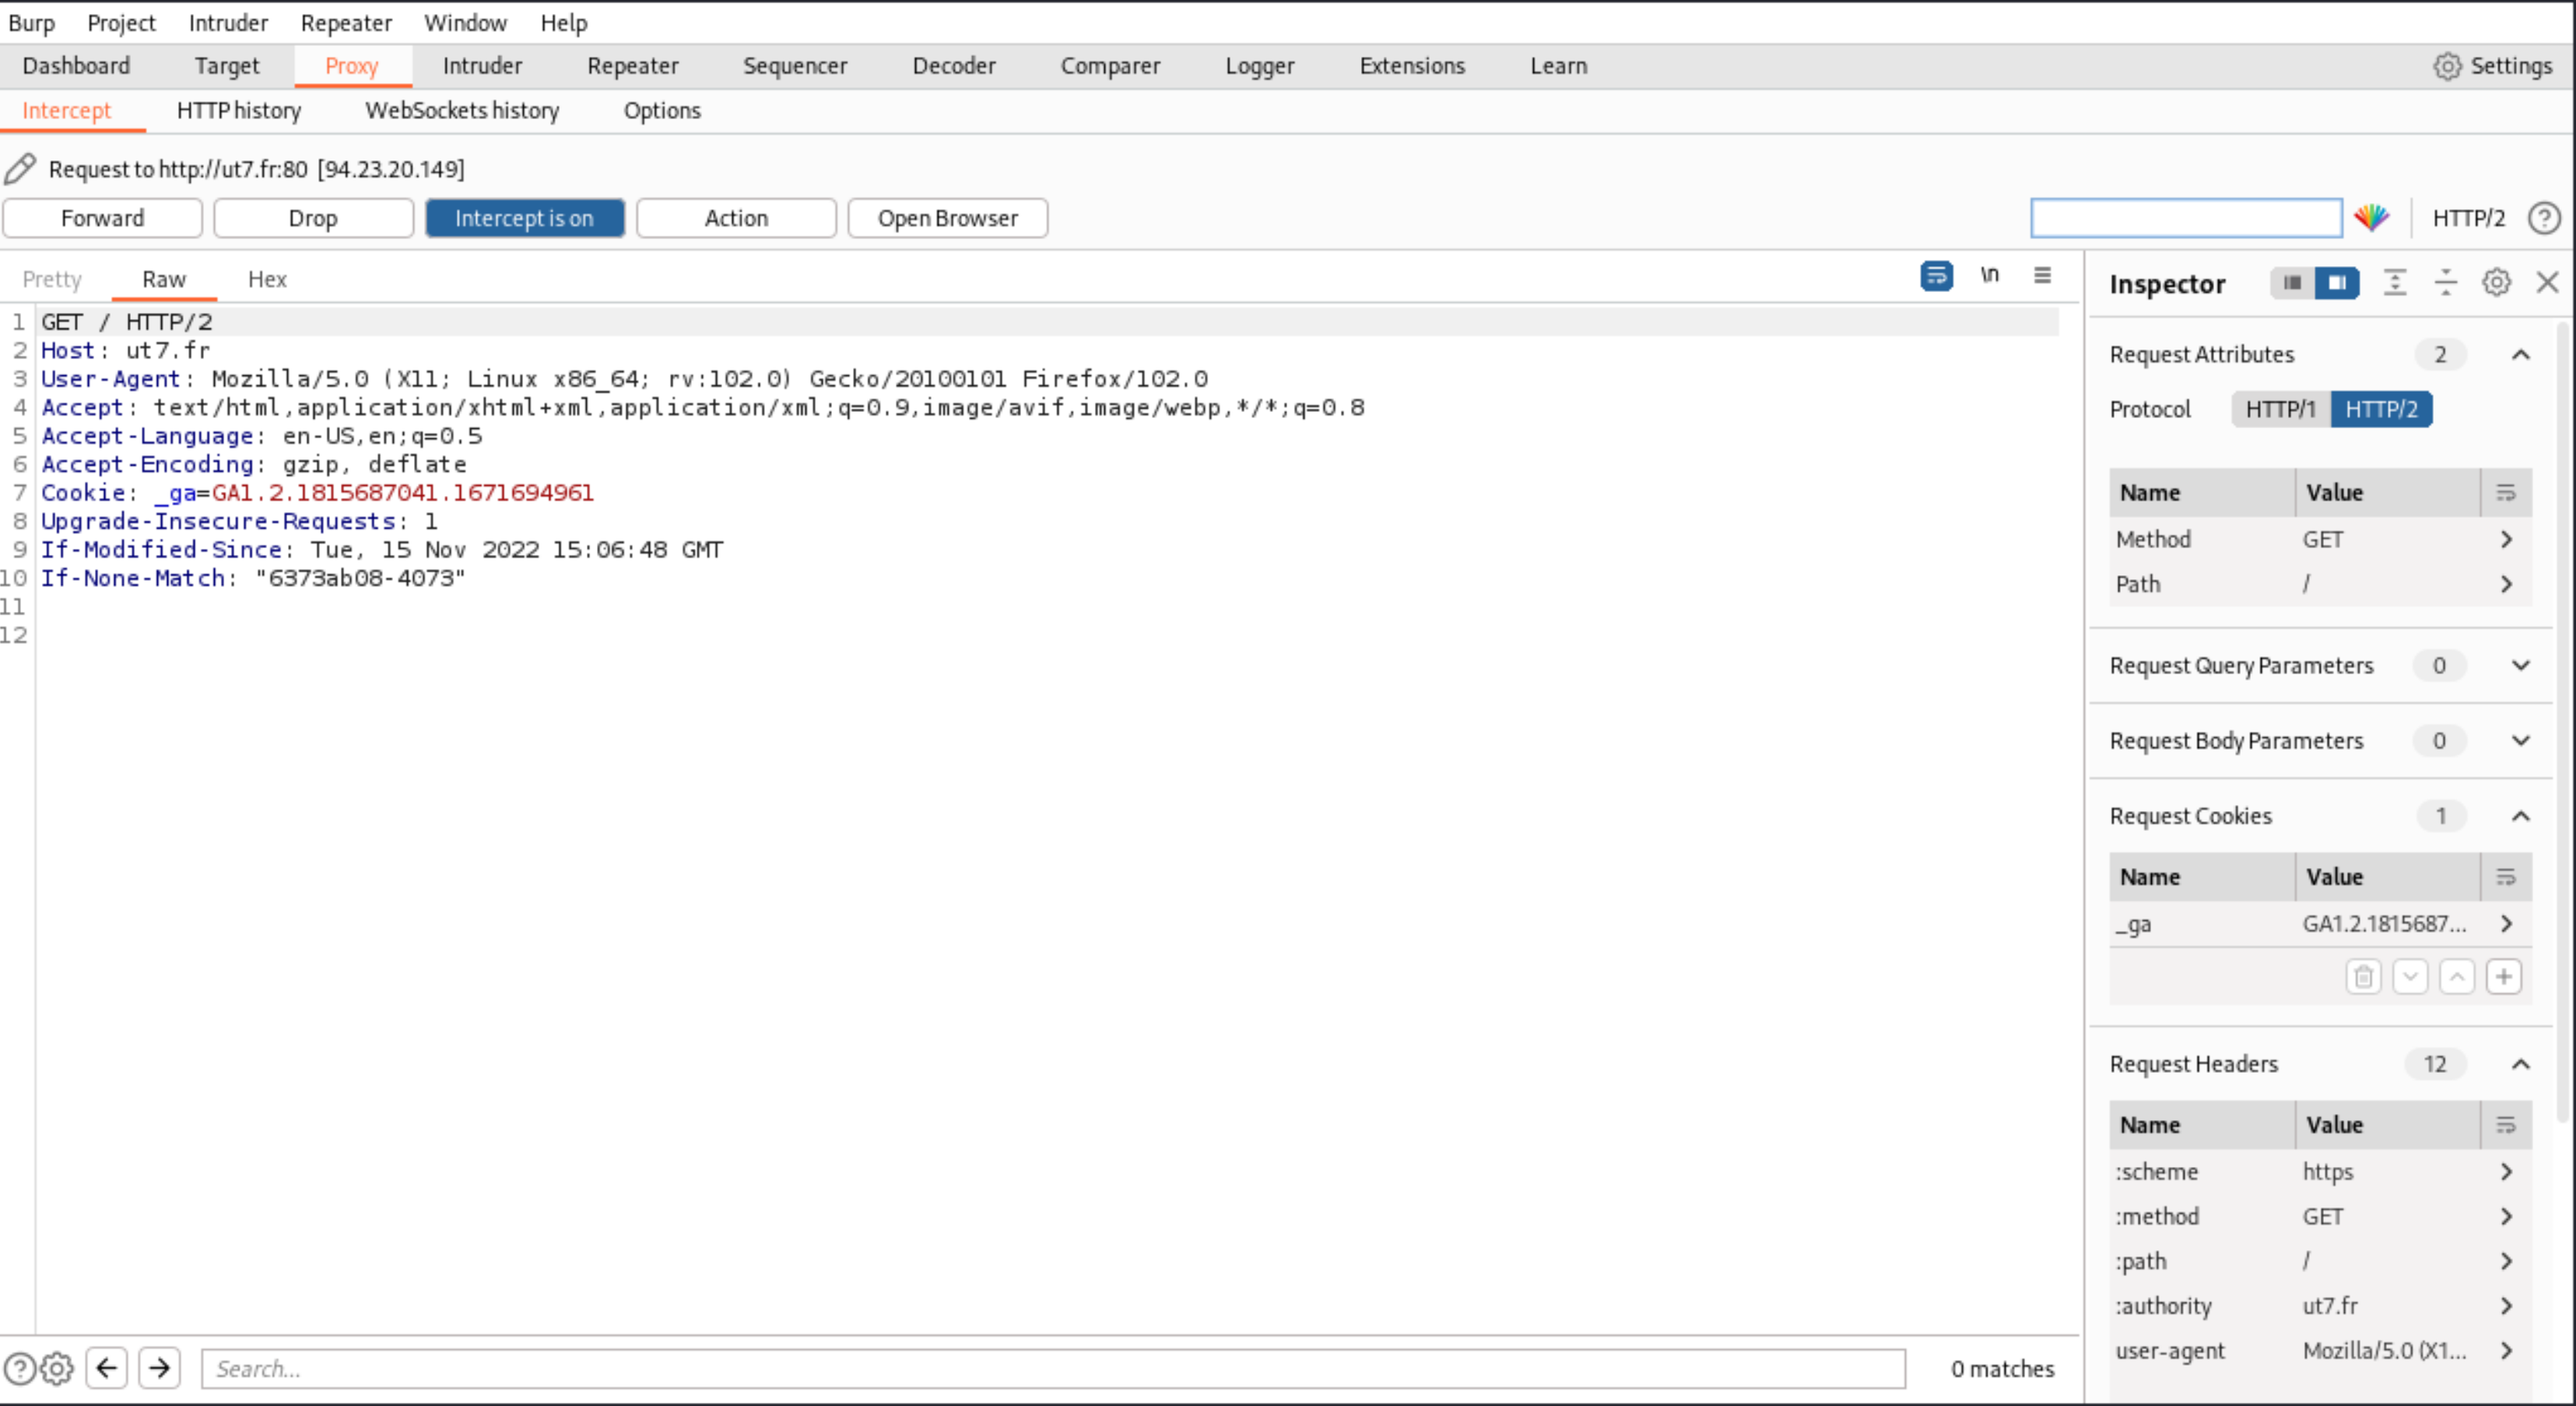 Burp Project Intruder Repeater Window Help
Dashboard Target Proxy Intruder Repeater Sequencer Decoder Comparer Logger Extensions Learn Settings
Intercept HTTP history WebSockets history Options
Request to http://ut7.fr:80 [94.23.20.149]
Forward Drop Intercept is on Action Open Browser HTTP/2 ?
Pretty Raw Hex \n
1 GET / HTTP/2
2 Host: ut7.fr
3 User-Agent: Mozilla/5.0 (X11; Linux x86_64; rv:102.0) Gecko/20100101 Firefox/102.0
4 Accept: text/html,application/xhtml+xml,application/xml;q=0.9,image/avif,image/webp,*/*;q=0.8
5 Accept-Language: en-US,en;q=0.5
6 Accept-Encoding: gzip, deflate
7 Cookie: _ga=GA1.2.1815687041.1671694961
8 Upgrade-Insecure-Requests: 1
9 If-Modified-Since: Tue, 15 Nov 2022 15:06:48 GMT
10 If-None-Match: "6373ab08-4073"
11
12
? Search... 0 matches
Inspector
Request Attributes 2
Protocol HTTP/1 HTTP/2
Name Value
Method GET
Path /
Request Query Parameters 0
Request Body Parameters 0
Request Cookies 1
Name Value
_ga GA1.2.1815687...
Request Headers 12
Name Value
:scheme https
:method GET
:path /
:authority ut7.fr
user-agent Mozilla/5.0 (X1...